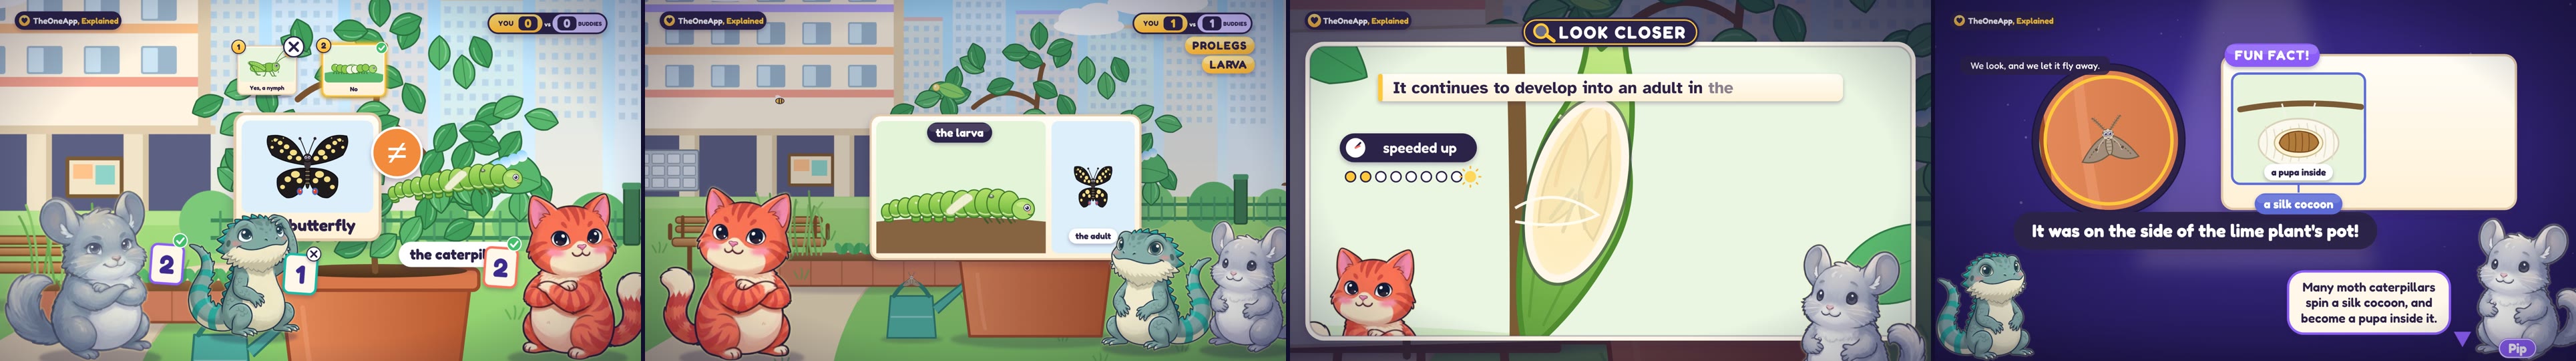 TheOneApp, Explained
YOU 0 vs 0 BUDDIES
1
2
Yes, a nymph
No
≠
butterfly
the caterpil
2
1
2
TheOneApp, Explained
YOU 1 vs 1 BUDDIES
PROLEGS
LARVA
the larva
the adult
TheOneApp, Explained
LOOK CLOSER
It continues to develop into an adult in the
speeded up
TheOneApp, Explained
FUN FACT!
We look, and we let it fly away.
a pupa inside
a silk cocoon
It was on the side of the lime plant's pot!
Many moth caterpillars
spin a silk cocoon, and
become a pupa inside it.
Pip